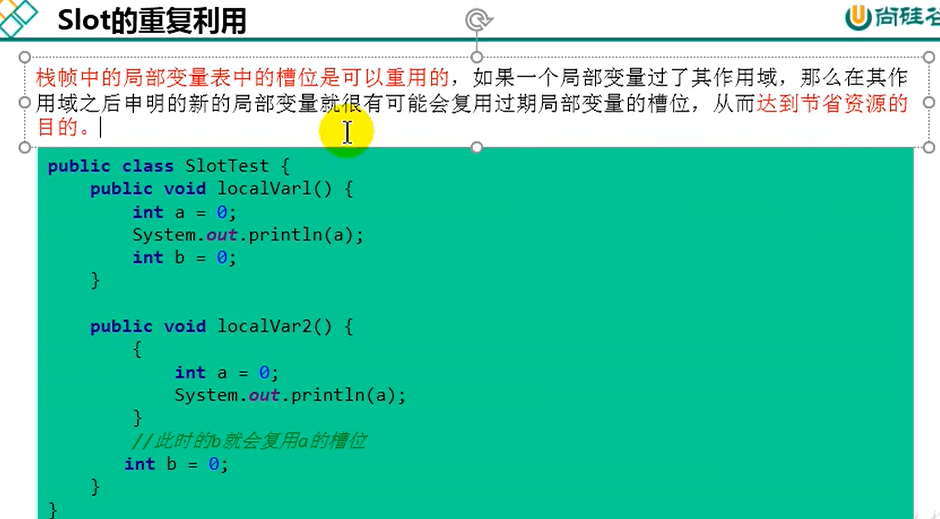 Slot的重复利用
尚硅谷
栈帧中的局部变量表中的槽位是可以重用的，如果一个局部变量过了其作用域，那么在其作
用域之后申明的新的局部变量就很有可能会复用过期局部变量的槽位，从而达到节省资源的
目的。
public class SlotTest {
public void localVarl() {
int a = 0;
System.out.println(a);
int b = 0;
}
public void localVar2() {
{
int a = 0;
System.out.println(a);
}
//此时的b就会复用a的槽位
int b = 0;
}
}